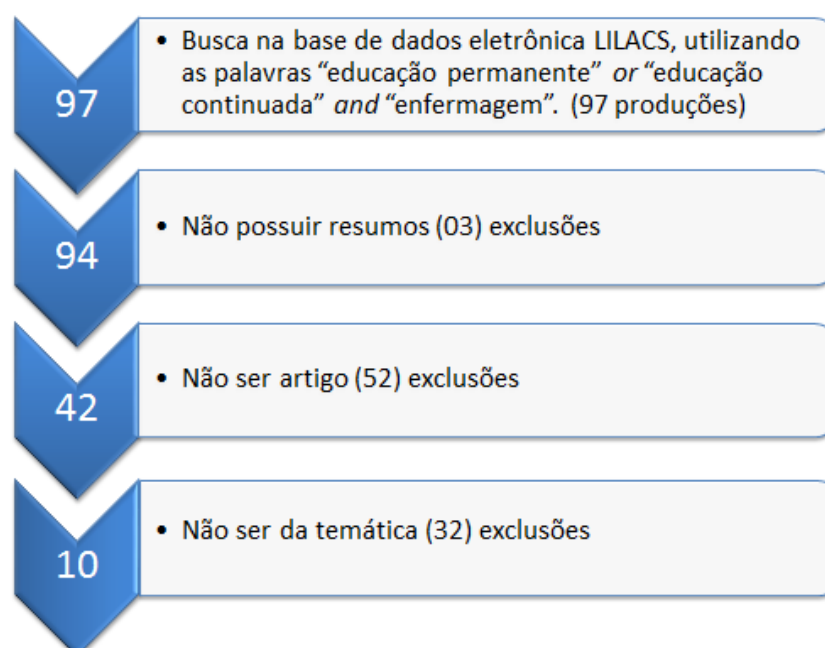 97
• Busca na base de dados eletrônica LILACS, utilizando
as palavras “educação permanente” or “educação
continuada” and “enfermagem”. (97 produções)
94
• Não possuir resumos (03) exclusões
42
• Não ser artigo (52) exclusões
10
• Não ser da temática (32) exclusões